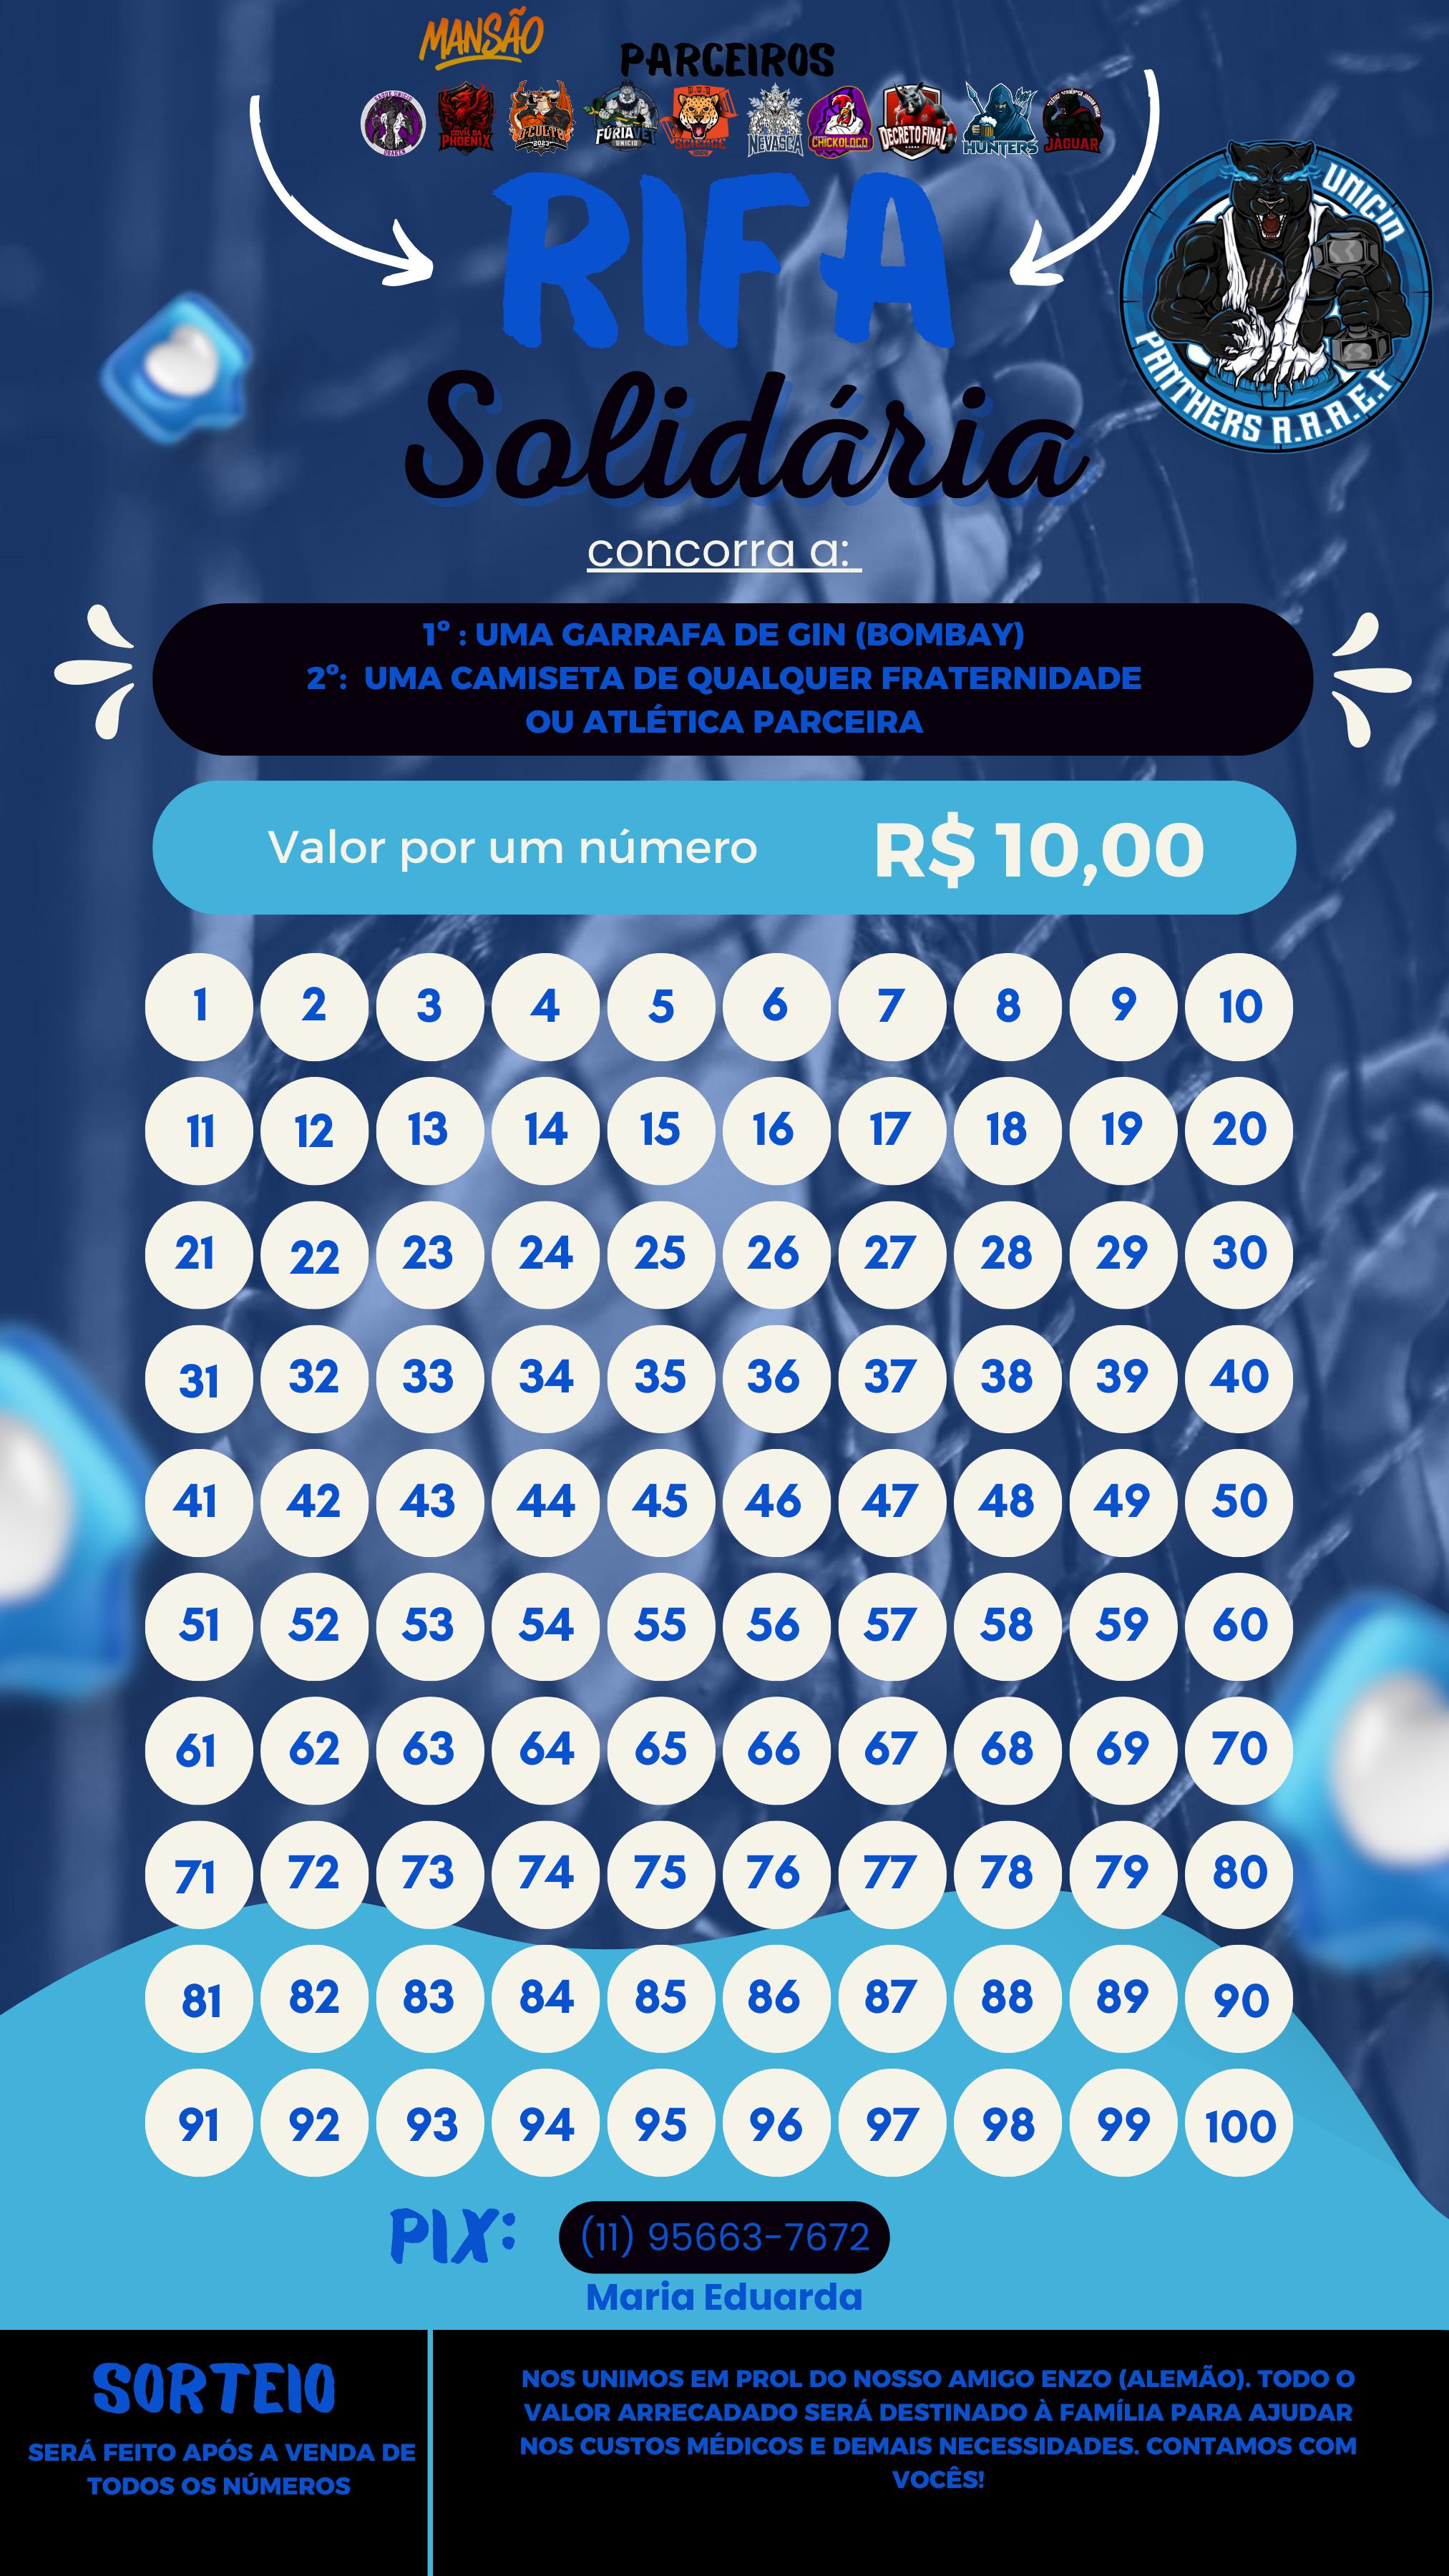 MANSÃO
PARCEIROS
COVIL DA
PHOENIX
2023
FÚRIA VET
UNICID
SCIENCE
NEVASCA
CHICKOLOCO
DECRETO FINAL
HUNTERS
JAGUAR
RIFA
UNICID
PANTHERS A.A.A.E.F
Solidária
concorra a:
1º : UMA GARRAFA DE GIN (BOMBAY)
2º: UMA CAMISETA DE QUALQUER FRATERNIDADE
OU ATLÉTICA PARCEIRA
Valor por um número R$ 10,00
1 2 3 4 5 6 7 8 9 10
11 12 13 14 15 16 17 18 19 20
21 22 23 24 25 26 27 28 29 30
31 32 33 34 35 36 37 38 39 40
41 42 43 44 45 46 47 48 49 50
51 52 53 54 55 56 57 58 59 60
61 62 63 64 65 66 67 68 69 70
71 72 73 74 75 76 77 78 79 80
81 82 83 84 85 86 87 88 89 90
91 92 93 94 95 96 97 98 99 100
PIX: (11) 95663-7672
Maria Eduarda
SORTEIO
SERÁ FEITO APÓS A VENDA DE
TODOS OS NÚMEROS
NOS UNIMOS EM PROL DO NOSSO AMIGO ENZO (ALEMÃO). TODO O
VALOR ARRECADADO SERÁ DESTINADO À FAMÍLIA PARA AJUDAR
NOS CUSTOS MÉDICOS E DEMAIS NECESSIDADES. CONTAMOS COM
VOCÊS!